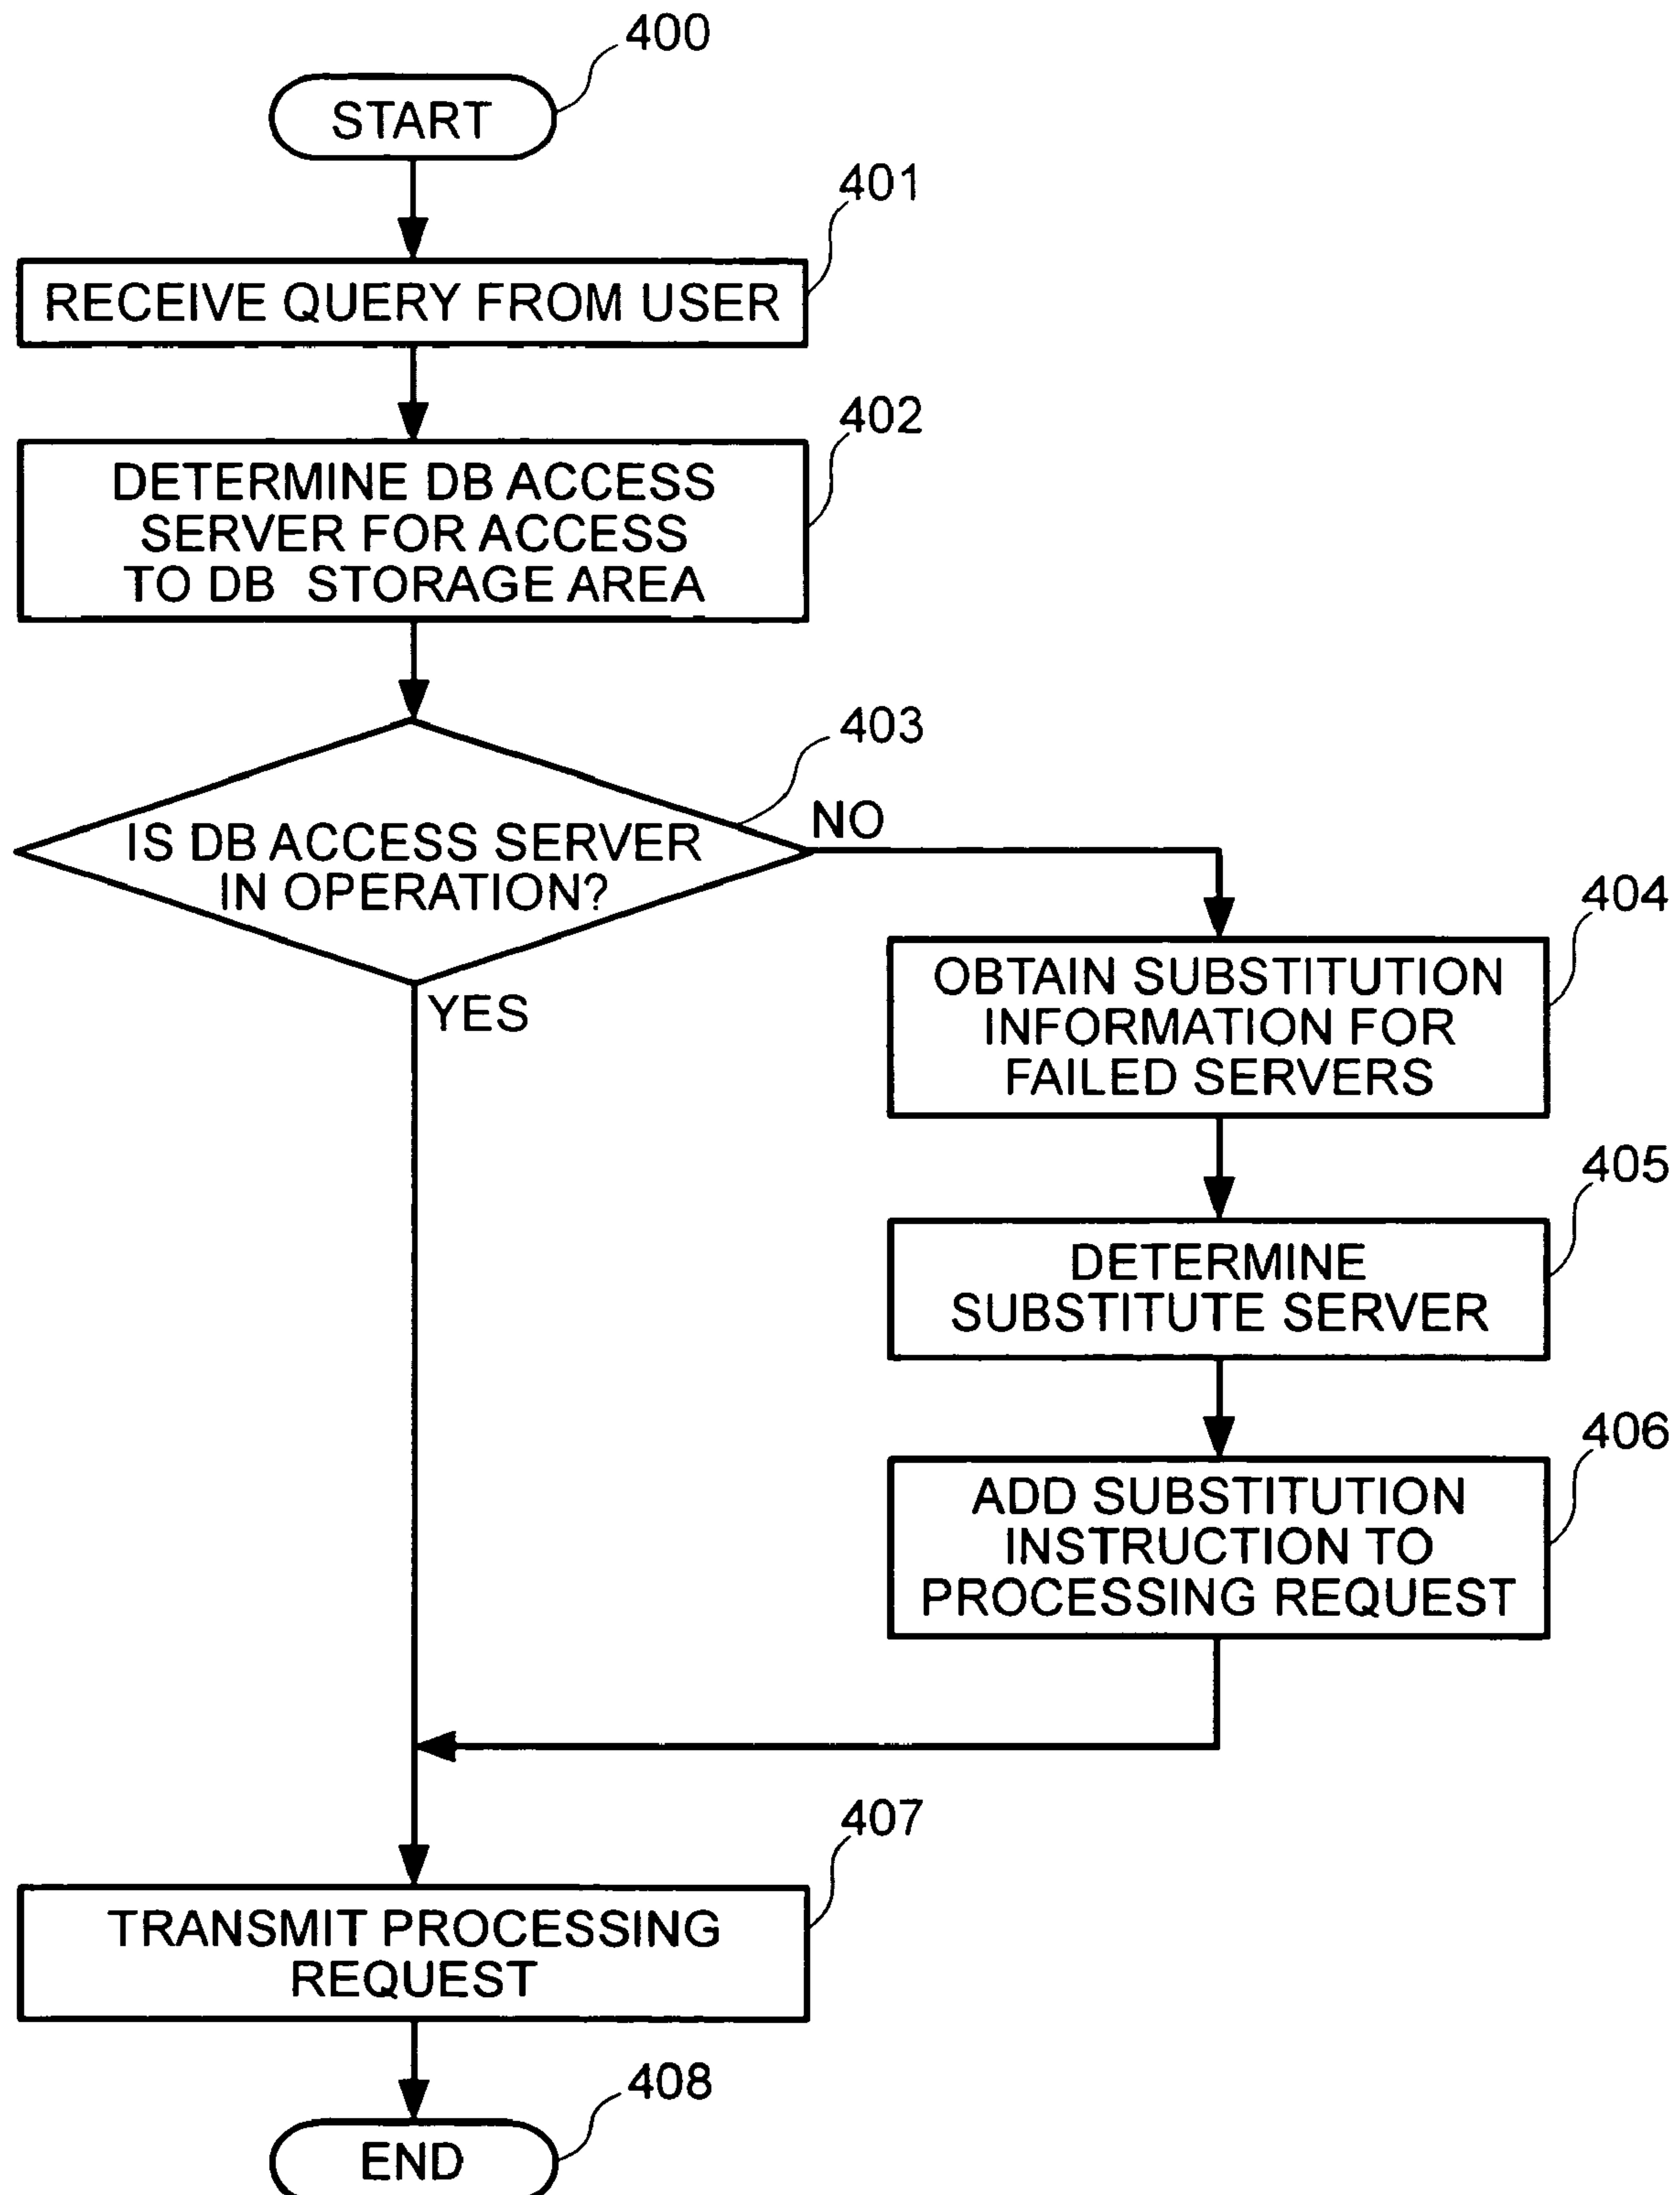 400
START
401
RECEIVE QUERY FROM USER
402
DETERMINE DB ACCESS
SERVER FOR ACCESS
TO DB STORAGE AREA
403
IS DB ACCESS SERVER
IN OPERATION?
NO
YES
404
OBTAIN SUBSTITUTION
INFORMATION FOR
FAILED SERVERS
405
DETERMINE
SUBSTITUTE SERVER
406
ADD SUBSTITUTION
INSTRUCTION TO
PROCESSING REQUEST
407
TRANSMIT PROCESSING
REQUEST
408
END